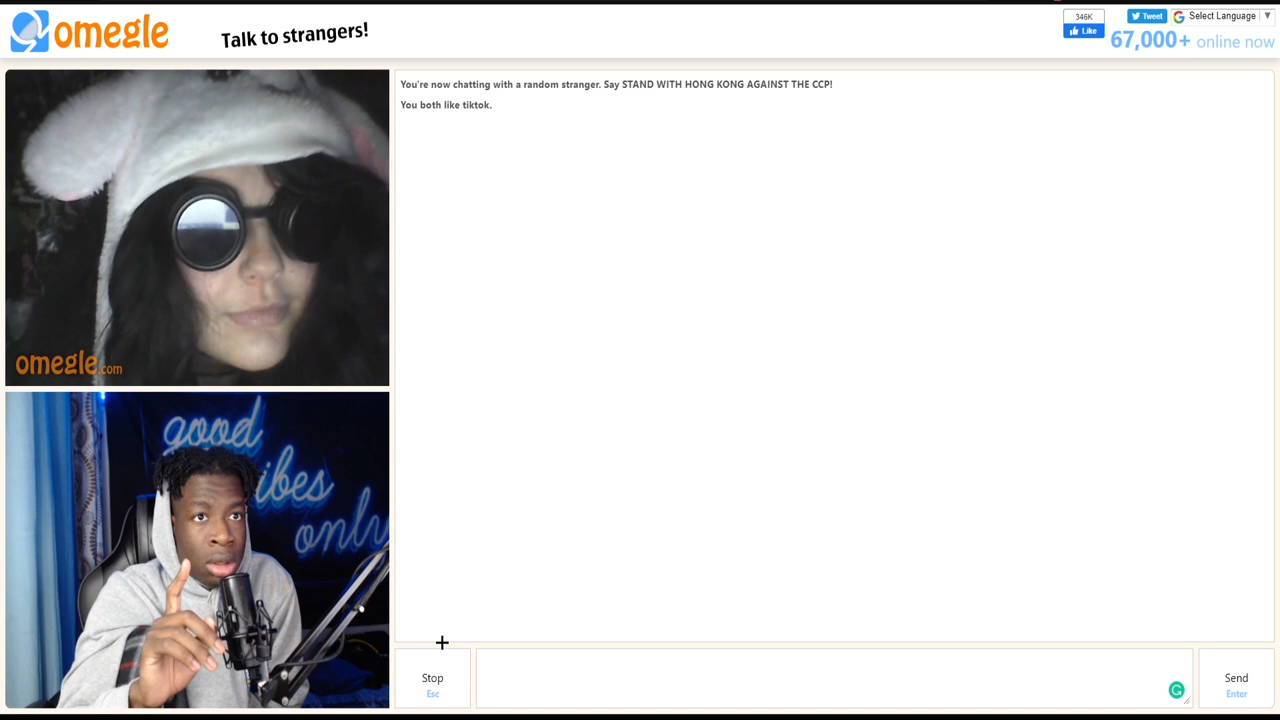 omegle
Talk to strangers!
346K
Like
Tweet
Select Language
67,000+ online now
You're now chatting with a random stranger. Say STAND WITH HONG KONG AGAINST THE CCP!
You both like tiktok.
omegle.com
good
ibes
only
Stop
Esc
Send
Enter